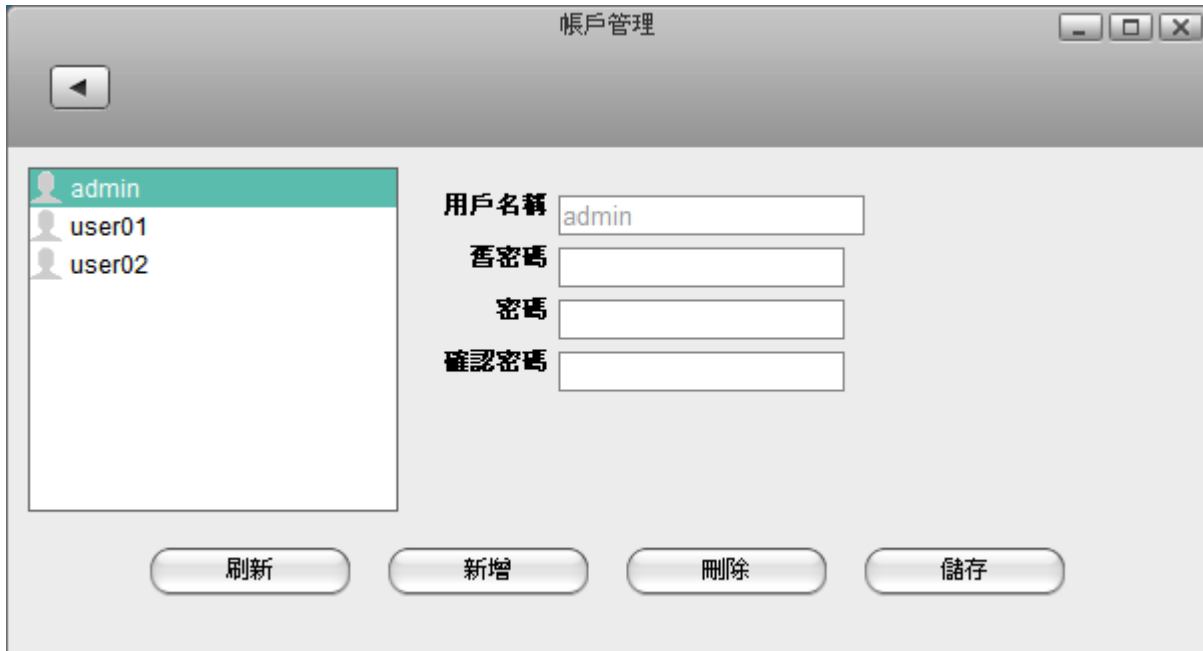 帳戶管理
admin
user01
user02
用戶名稱 admin
舊密碼
密碼
確認密碼
刷新 新增 刪除 儲存